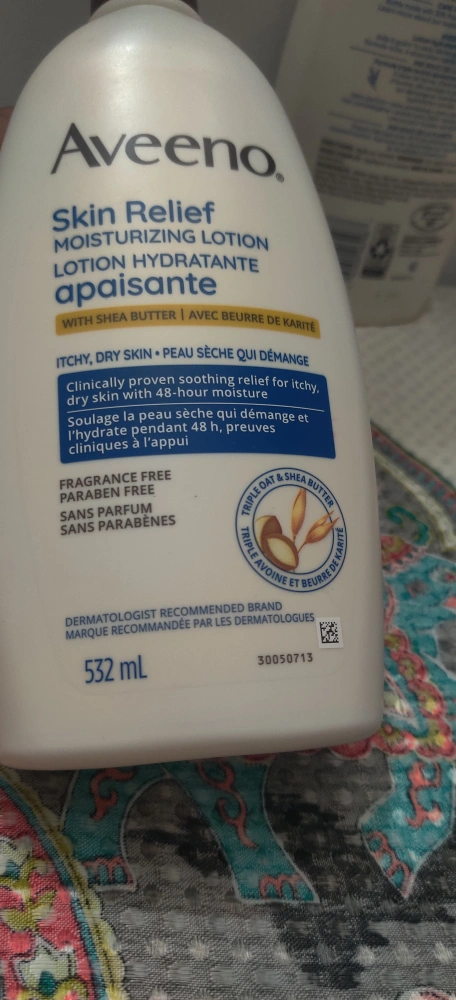 Aveeno®
Skin Relief
MOISTURIZING LOTION
LOTION HYDRATANTE
apaisante
WITH SHEA BUTTER | AVEC BEURRE DE KARITÉ
ITCHY, DRY SKIN • PEAU SÈCHE QUI DÉMANGE
Clinically proven soothing relief for itchy,
dry skin with 48-hour moisture
Soulage la peau sèche qui démange et
l'hydrate pendant 48 h, preuves
cliniques à l'appui
FRAGRANCE FREE
PARABEN FREE
SANS PARFUM
SANS PARABÈNES
TRIPLE OAT & SHEA BUTTER
TRIPLE AVOINE ET BEURRE DE KARITÉ
DERMATOLOGIST RECOMMENDED BRAND
MARQUE RECOMMANDÉE PAR LES DERMATOLOGUES
532 mL
30050713